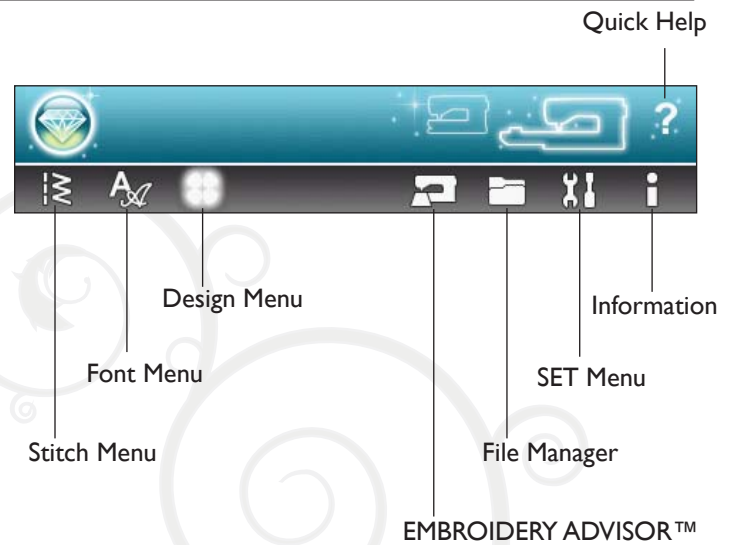 Quick Help
?
Design Menu
Information
Font Menu
SET Menu
Stitch Menu
File Manager
EMBROIDERY ADVISOR™